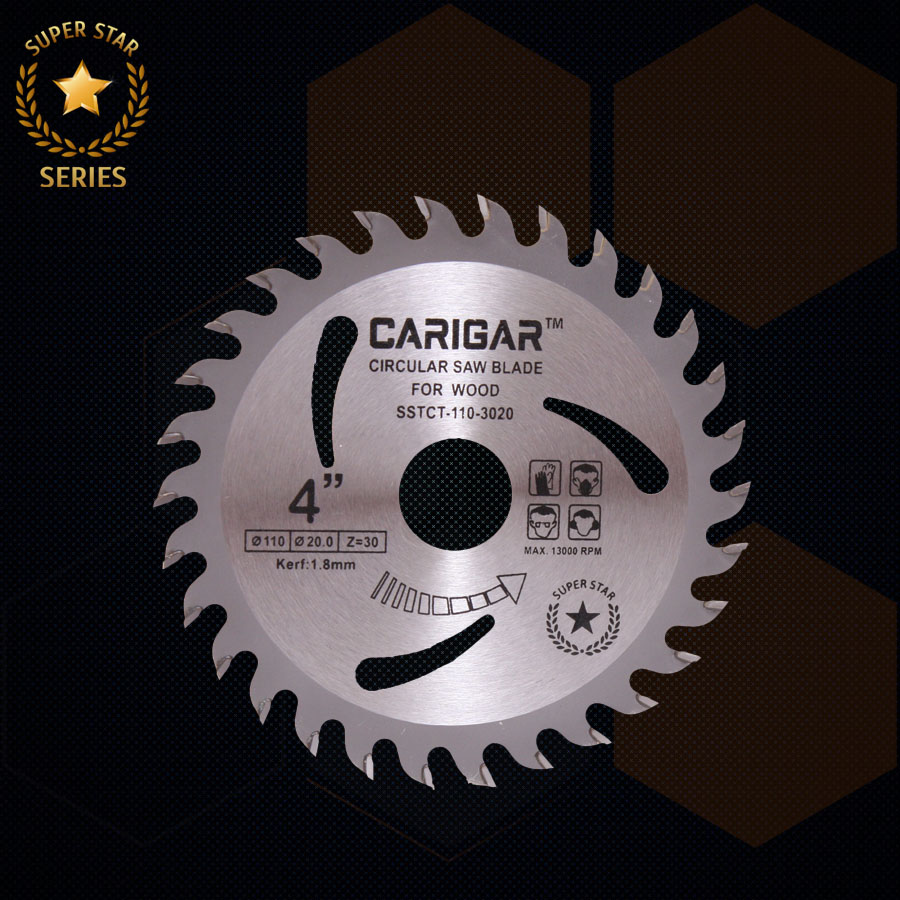 SUPER STAR
SERIES
CARIGAR™
CIRCULAR SAW BLADE
FOR WOOD
SSTCT-110-3020
4”
Ø110 Ø20.0 Z=30
Kerf:1.8mm
MAX. 13000 RPM
SUPER STAR